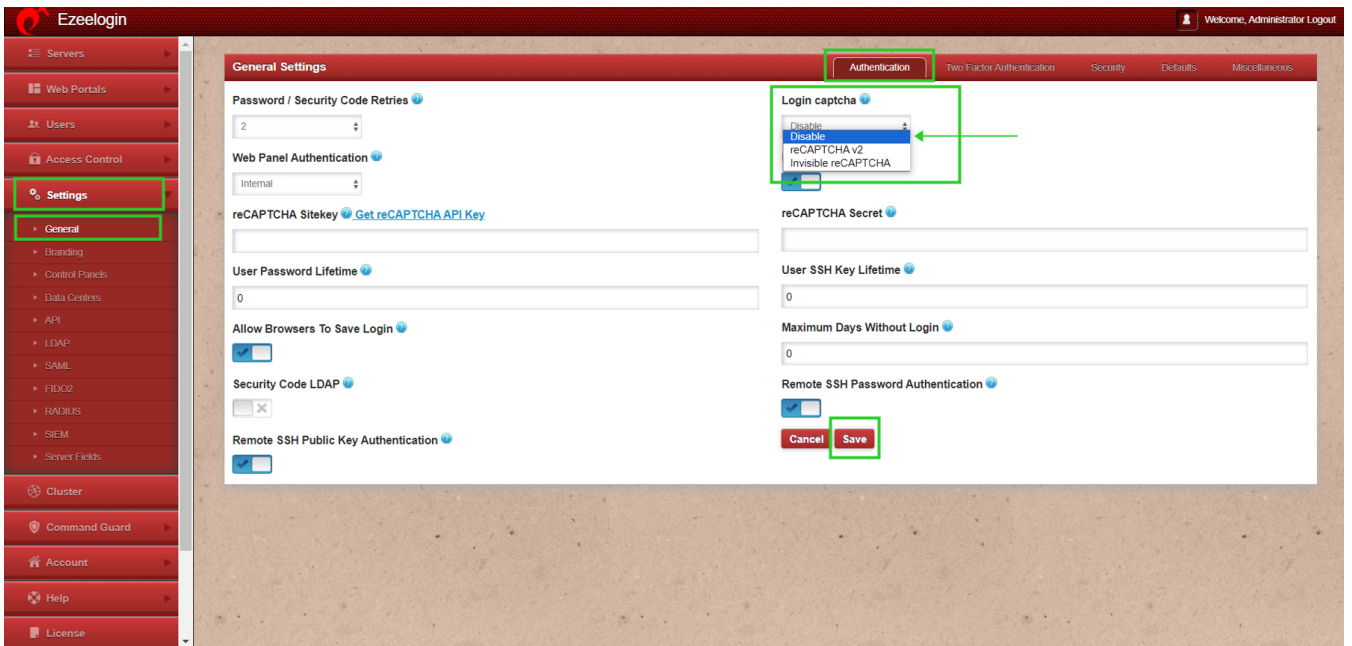 Ezeelogin
Welcome, Administrator Logout
Servers
Web Portals
Users
Access Control
Settings
General
Branding
Control Panels
Data Centers
API
LDAP
SAML
FIDO2
RADIUS
SIEM
Server Fields
Cluster
Command Guard
Account
Help
License
General Settings
Authentication
Two Factor Authentication
Security
Defaults
Miscellaneous
Password / Security Code Retries
2
Login captcha
Disable
Disable
reCAPTCHA v2
Invisible reCAPTCHA
Web Panel Authentication
Internal
reCAPTCHA Sitekey Get reCAPTCHA API Key
reCAPTCHA Secret
User Password Lifetime
0
User SSH Key Lifetime
0
Allow Browsers To Save Login
Maximum Days Without Login
0
Security Code LDAP
Remote SSH Password Authentication
Remote SSH Public Key Authentication
Cancel
Save